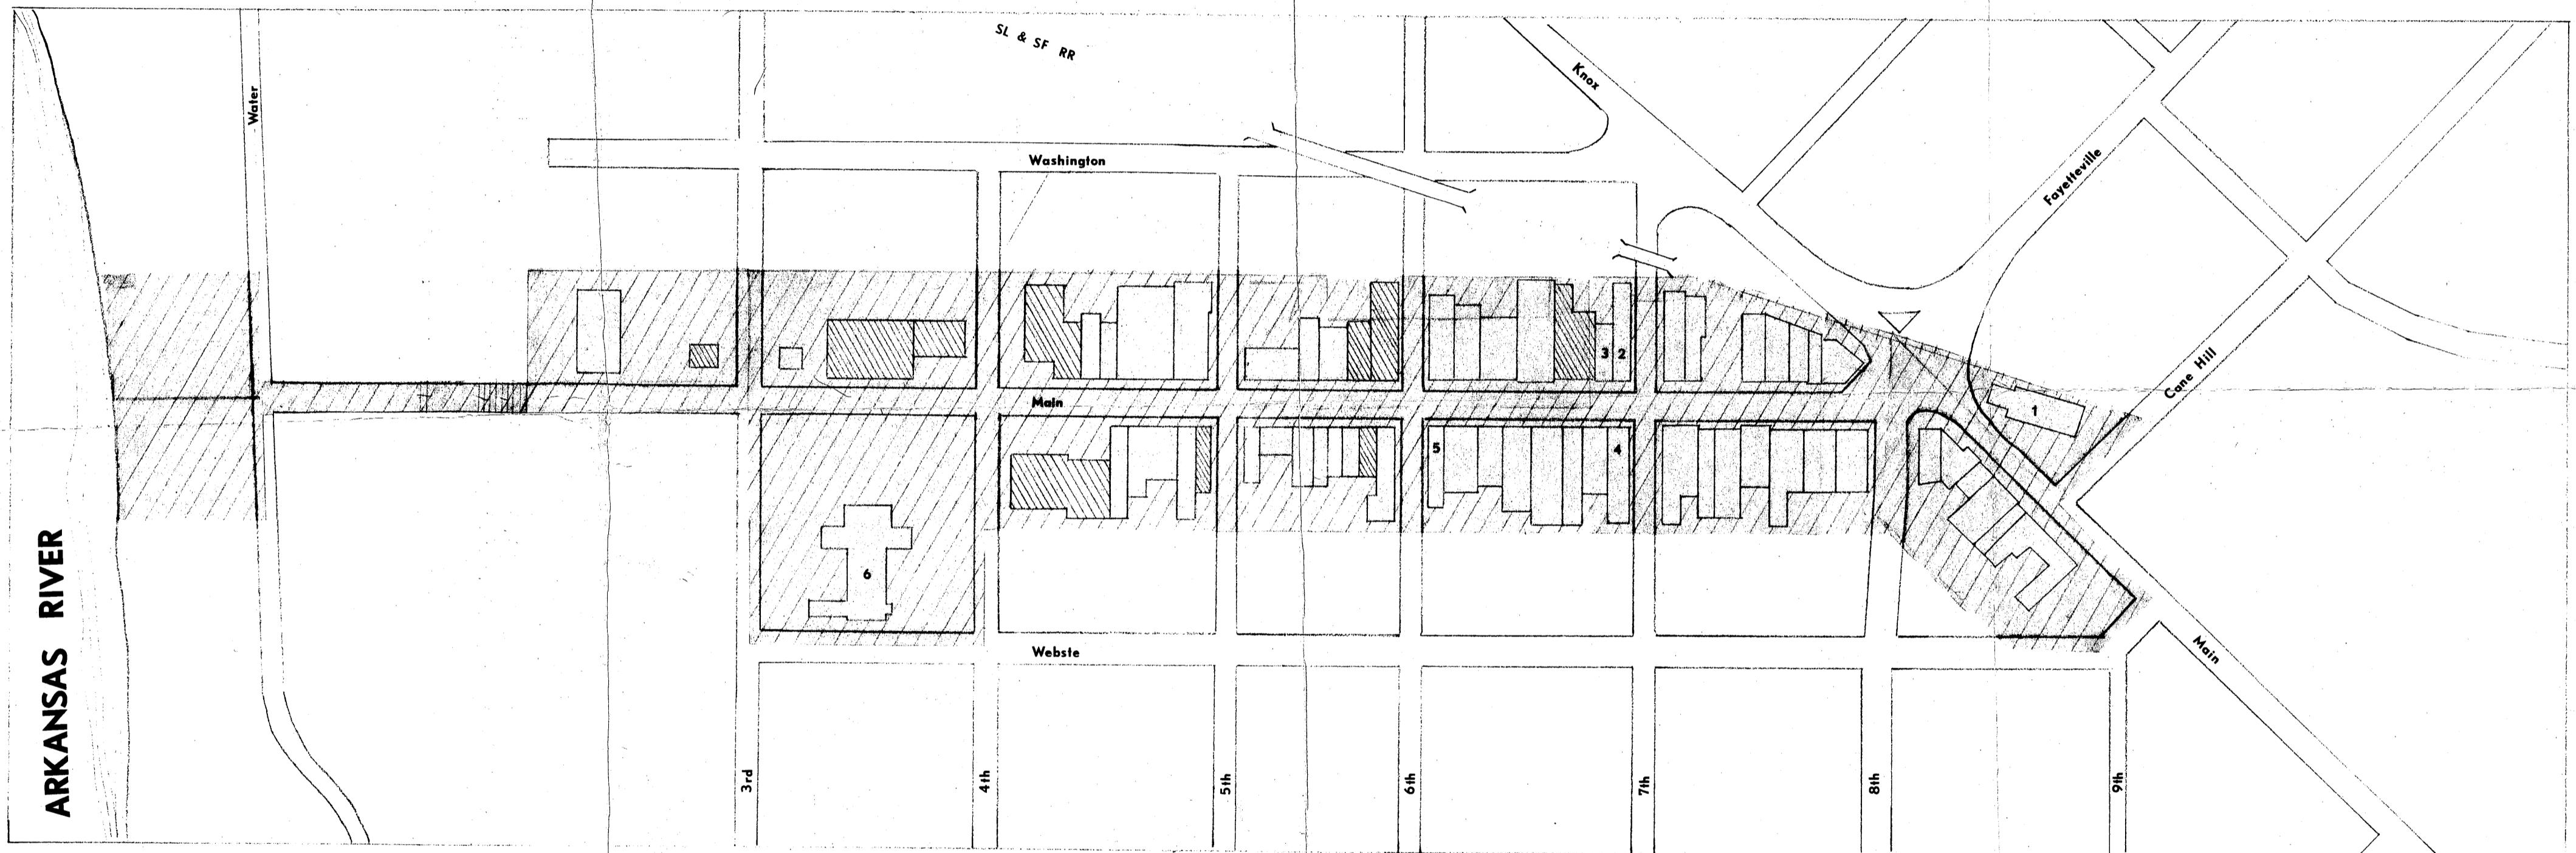 SL & SF RR
Knox
Water
Washington
Fayetteville
3 2
Main
Cane Hill
1
5
4
6
ARKANSAS RIVER
Webste
Main
3rd
4th
5th
6th
7th
8th
9th